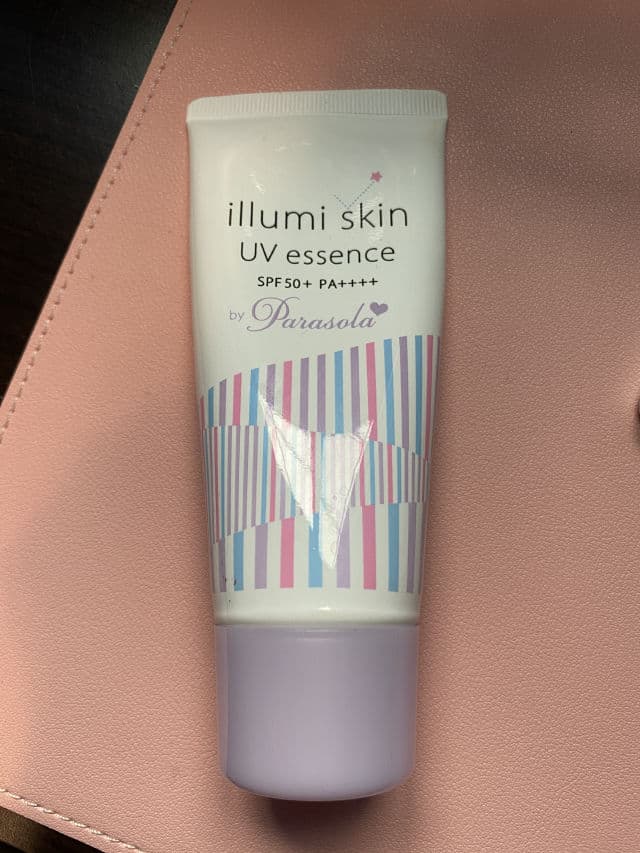 illumi skin
UV essence
SPF50+ PA++++
by Parasola